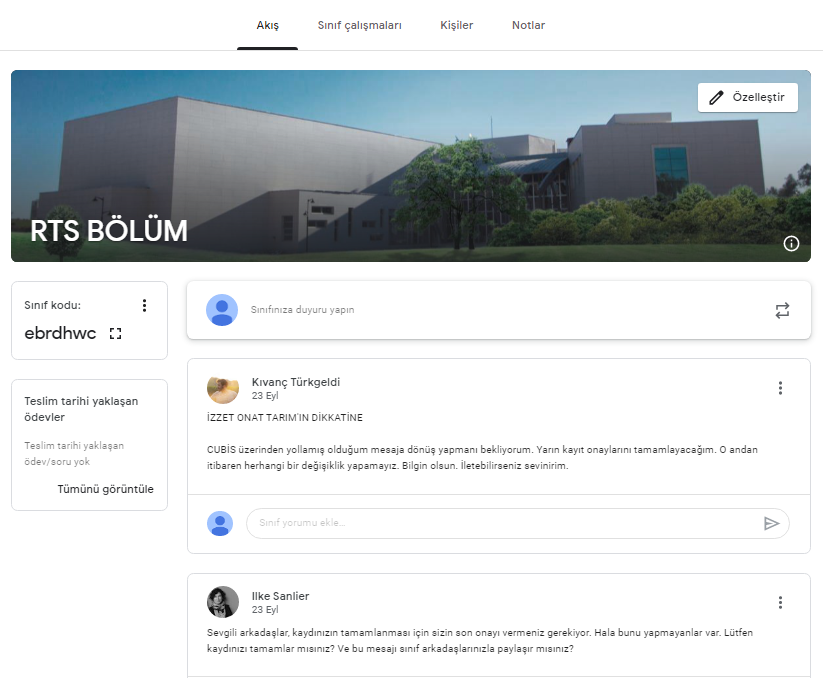 Akış
Sınıf çalışmaları
Kişiler
Notlar
Özelleştir
RTS BÖLÜM
Sınıf kodu:
ebrdhwc
Teslim tarihi yaklaşan
ödevler
Teslim tarihi yaklaşan
ödev/soru yok
Tümünü görüntüle
Sınıfınıza duyuru yapın
Kıvanç Türkgeldi
23 Eyl
İZZET ONAT TARIM'IN DİKKATİNE
CUBİS üzerinden yollamış olduğum mesaja dönüş yapmanı bekliyorum. Yarın kayıt onaylarını tamamlayacağım. O andan
itibaren herhangi bir değişiklik yapamayız. Bilgin olsun. İletebilirseniz sevinirim.
Sınıf yorumu ekle...
Ilke Sanlier
23 Eyl
Sevgili arkadaşlar, kaydınızın tamamlanması için sizin son onayı vermeniz gerekiyor. Hala bunu yapmayanlar var. Lütfen
kaydınızı tamamlar mısınız? Ve bu mesajı sınıf arkadaşlarınızla paylaşır mısınız?